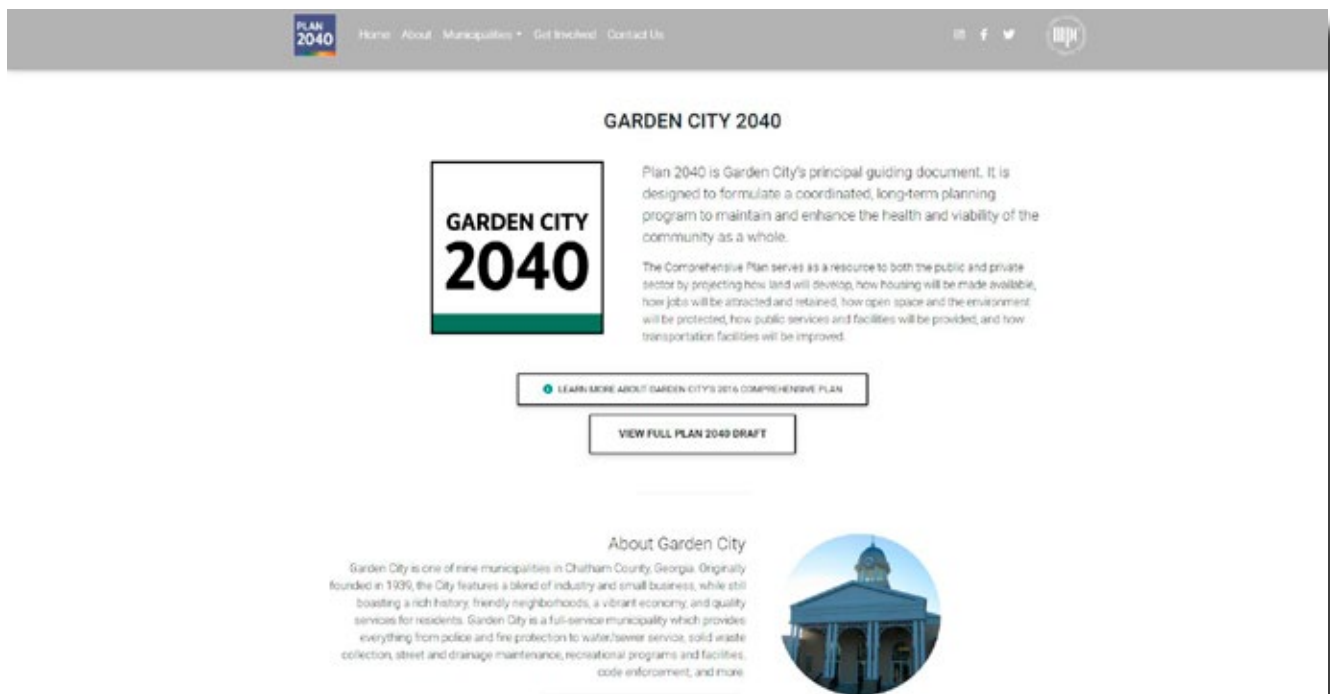 PLAN
2040
Home About Municipalities Get Involved Contact Us
mpc
GARDEN CITY 2040
GARDEN CITY
2040
Plan 2040 is Garden City's principal guiding document. It is
designed to formulate a coordinated, long-term planning
program to maintain and enhance the health and viability of the
community as a whole.
The Comprehensive Plan serves as a resource to both the public and private
sector by projecting how land will develop, how housing will be made available,
how jobs will be attracted and retained, how open space and the environment
will be protected, how public services and facilities will be provided, and how
transportation facilities will be improved.
LEARN MORE ABOUT GARDEN CITY'S 2016 COMPREHENSIVE PLAN
VIEW FULL PLAN 2040 DRAFT
About Garden City
Garden City is one of nine municipalities in Chatham County, Georgia. Originally
founded in 1939, the City features a blend of industry and small business, while still
boasting a rich history, friendly neighborhoods, a vibrant economy, and quality
services for residents. Garden City is a full-service municipality which provides
everything from police and fire protection to water/sewer service, solid waste
collection, street and drainage maintenance, recreational programs and facilities,
code enforcement, and more.